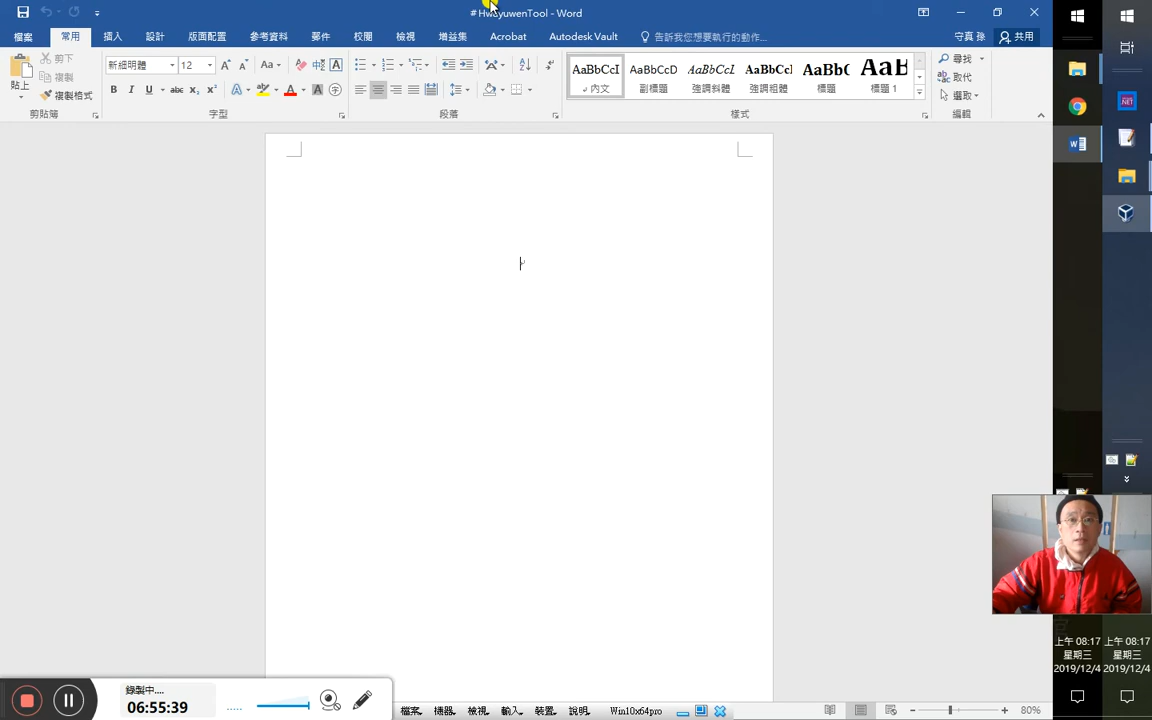 # HwayuwenTool - Word
檔案 常用 插入 設計 版面配置 參考資料 郵件 校閱 檢視 增益集 Acrobat Autodesk Vault 告訴我您想要執行的動作... 守真 孫 共用
貼上
剪下
複製
複製格式
剪貼簿
新細明體 12
字型
段落
AaBbCcI AaBbCcD AaBbCcI AaBbCcI AaBbC AaB
內文 副標題 強調斜體 強調粗體 標題 標題 1
樣式
尋找
取代
選取
編輯
錄製中....
06:55:39
檔案 機器 檢視 輸入 裝置 說明 Win10x64pro
80%
上午 08:17
星期三
2019/12/4
上午 08:17
星期三
2019/12/4